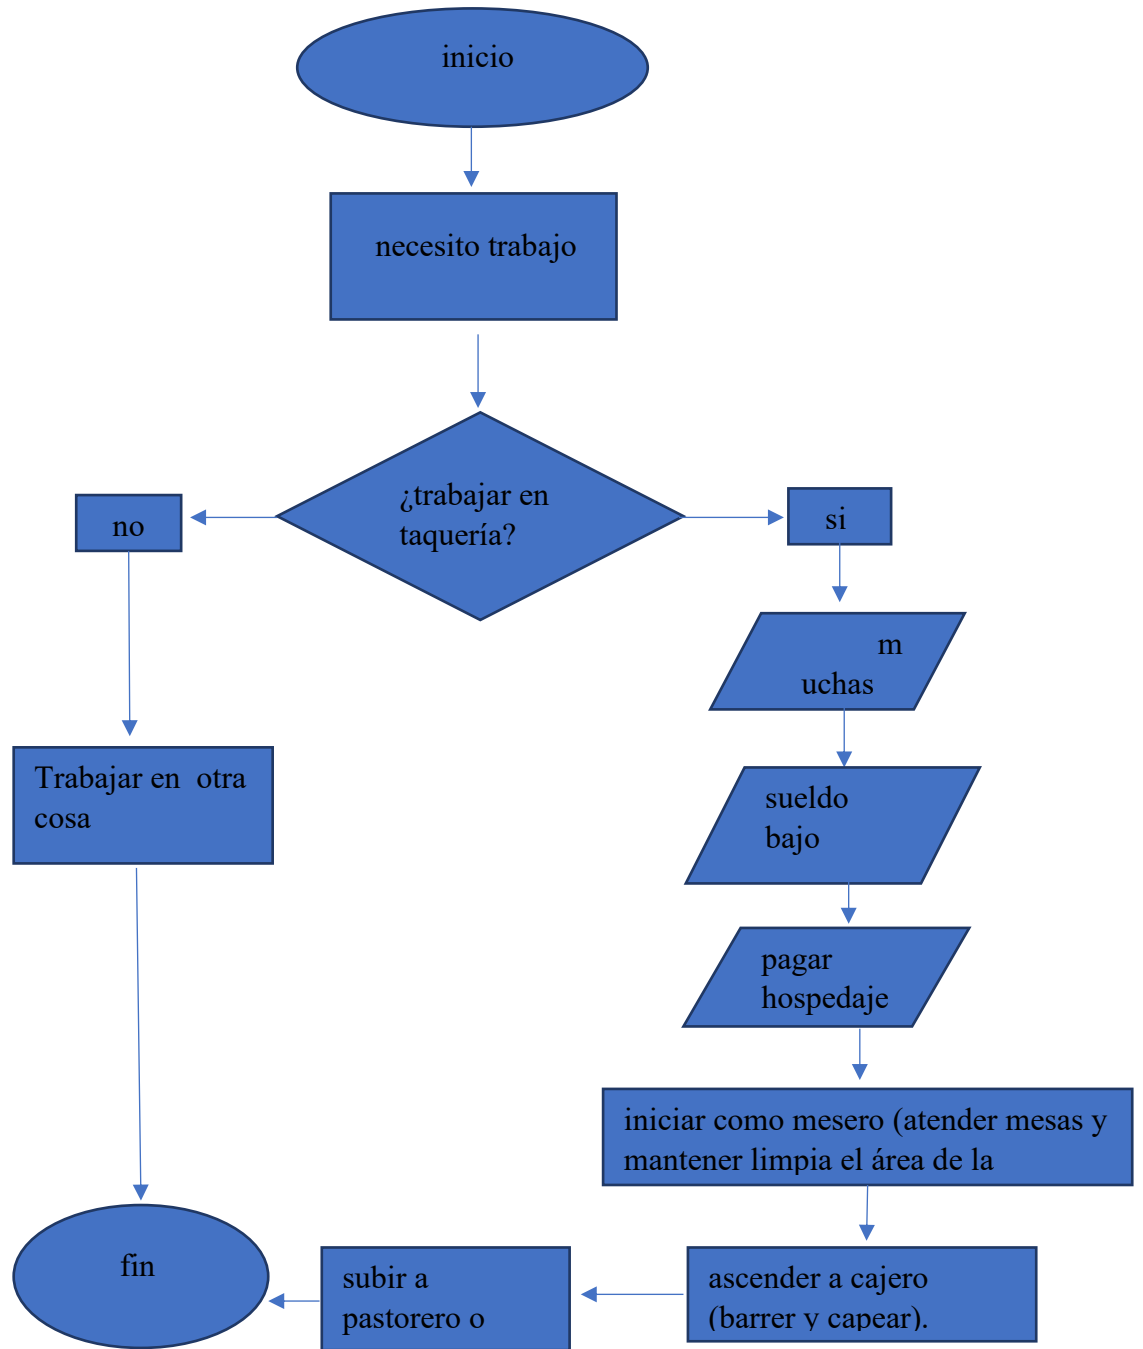 inicio
necesito trabajo
¿trabajar en
taquería?
no
si
m
uchas
Trabajar en  otra
cosa
sueldo
bajo
pagar
hospedaje
iniciar como mesero (atender mesas y
mantener limpia el área de la
ascender a cajero
(barrer y capear).
subir a
pastorero o
fin